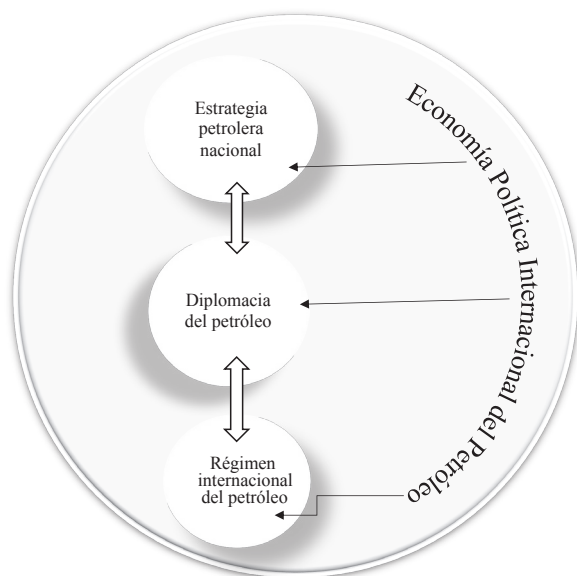 Estrategia
petrolera
nacional
Economía Política Internacional del Petróleo
Diplomacia
del petróleo
Régimen
internacional
del petróleo